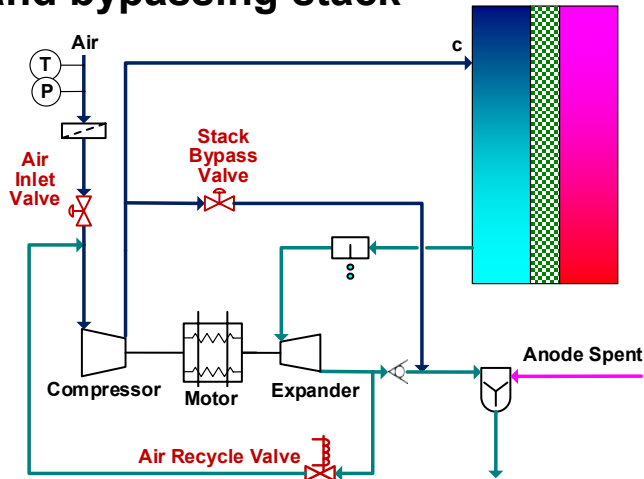 and bypassing stack
Air
T
P
c
Stack
Bypass
Valve
Air
Inlet
Valve
Compressor
Motor
Expander
Anode Spent
Air Recycle Valve